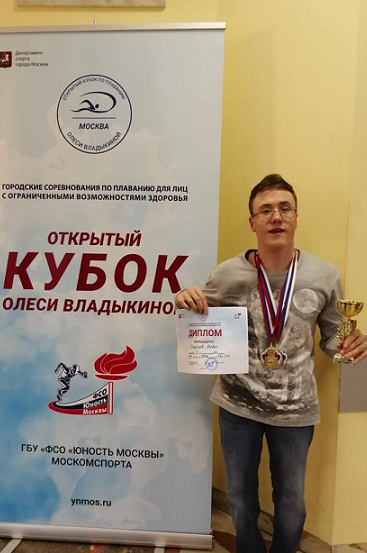 Департамент
спорта
города Москвы
ОТКРЫТЫЙ КУБОК ПО ПЛАВАНИЮ
МОСКВА
ОЛЕСИ ВЛАДЫКИНОЙ
ГОРОДСКИЕ СОРЕВНОВАНИЯ ПО ПЛАВАНИЮ ДЛЯ ЛИЦ
С ОГРАНИЧЕННЫМИ ВОЗМОЖНОСТЯМИ ЗДОРОВЬЯ
ОТКРЫТЫЙ
КУБОК
ОЛЕСИ ВЛАДЫКИНО
ФСО
Юность
Москвы
ГБУ «ФСО «ЮНОСТЬ МОСКВЫ»
МОСКОМСПОРТА
ynmos.ru
ДИПЛОМ